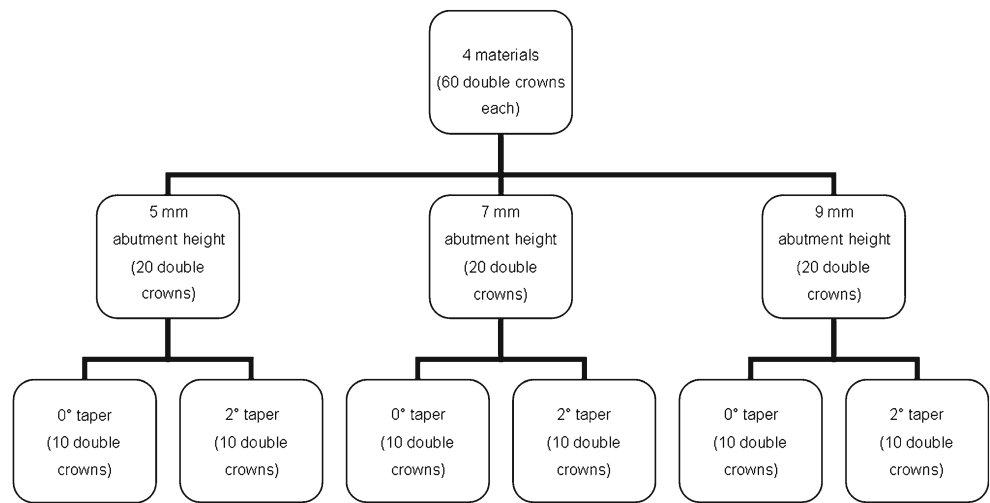 4 materials
(60 double crowns
each)
5 mm
abutment height
(20 double
crowns)
7 mm
abutment height
(20 double
crowns)
9 mm
abutment height
(20 double
crowns)
0° taper
(10 double
crowns)
2° taper
(10 double
crowns)
0° taper
(10 double
crowns)
2° taper
(10 double
crowns)
0° taper
(10 double
crowns)
2° taper
(10 double
crowns)